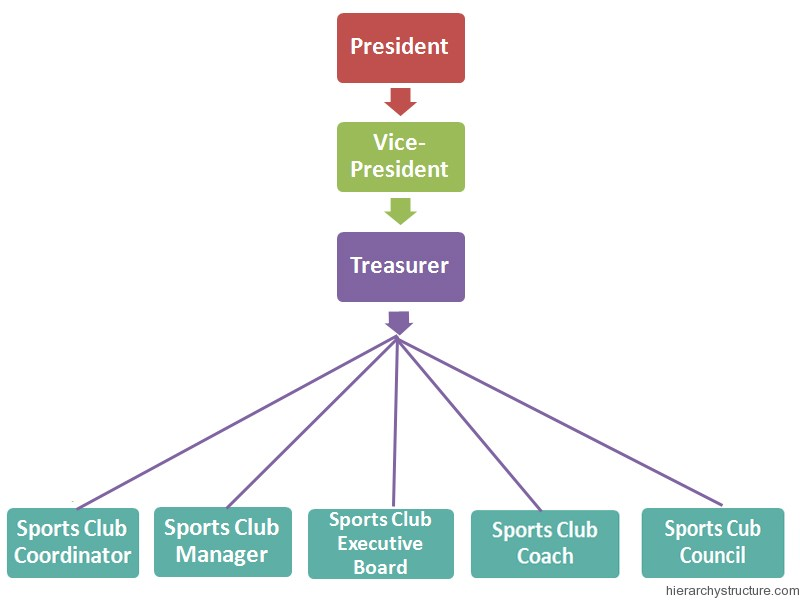 President
Vice-
President
Treasurer
Sports Club
Coordinator
Sports Club
Manager
Sports Club
Executive
Board
Sports Club
Coach
Sports Cub
Council
hierarchystructure.com